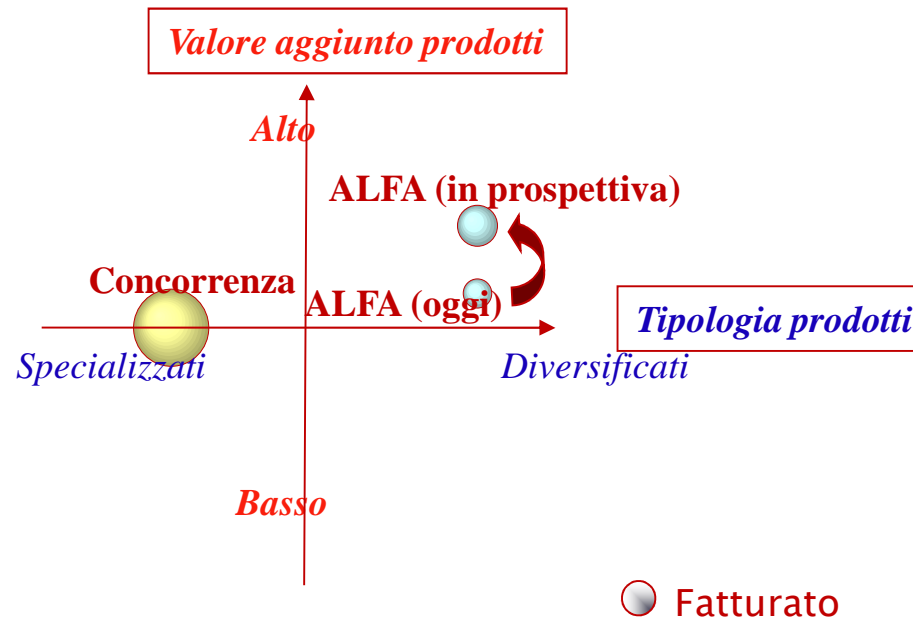 Valore aggiunto prodotti
Alto
ALFA (in prospettiva)
Concorrenza
ALFA (oggi)
Tipologia prodotti
Specializzati
Diversificati
Basso
Fatturato